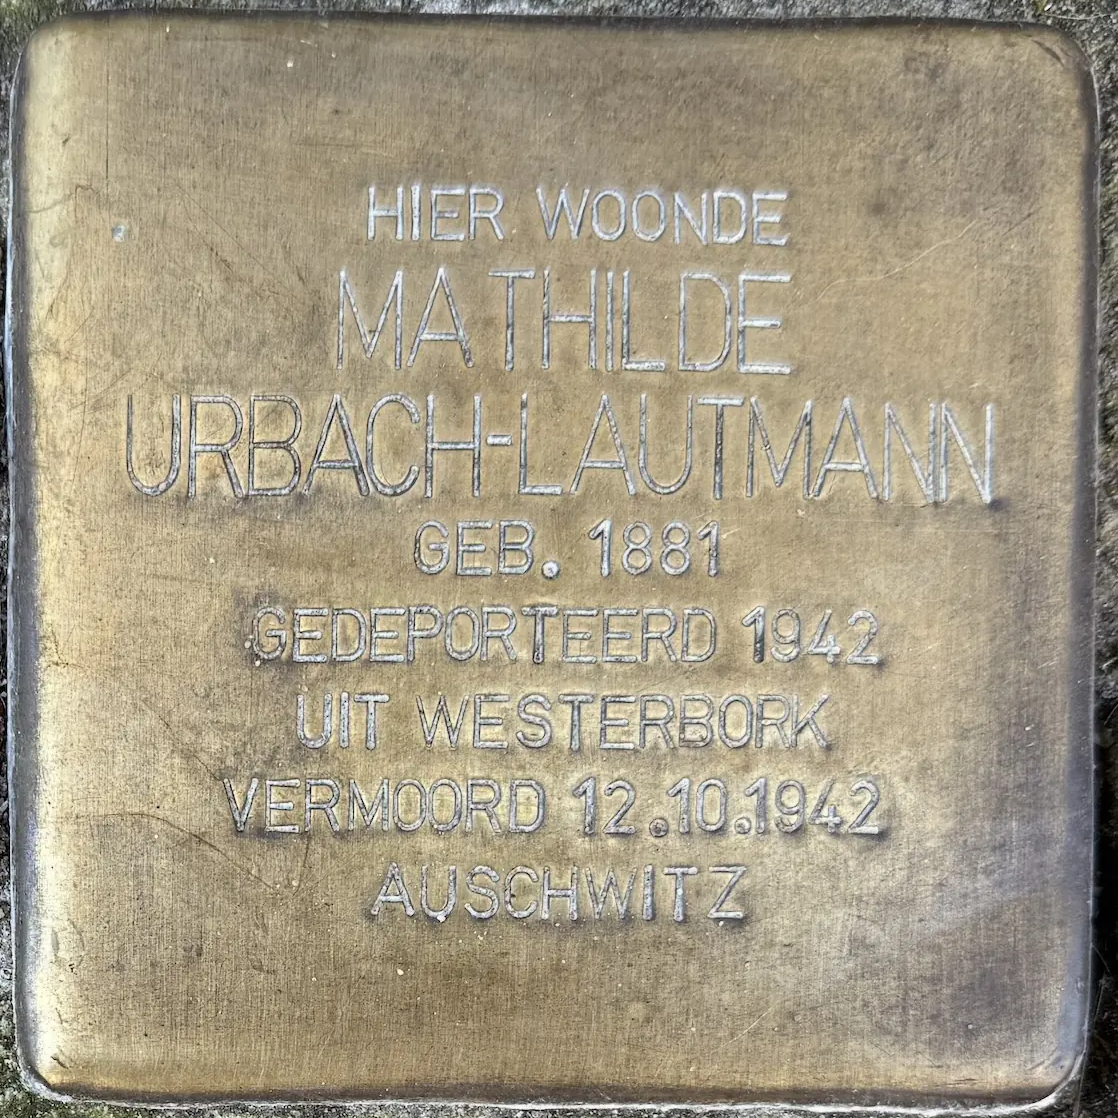 HIER WOONDE
MATHILDE
URBACH-LAUTMANN
GEB. 1881
GEDEPORTEERD 1942
UIT WESTERBORK
VERMOORD 12.10.1942
AUSCHWITZ